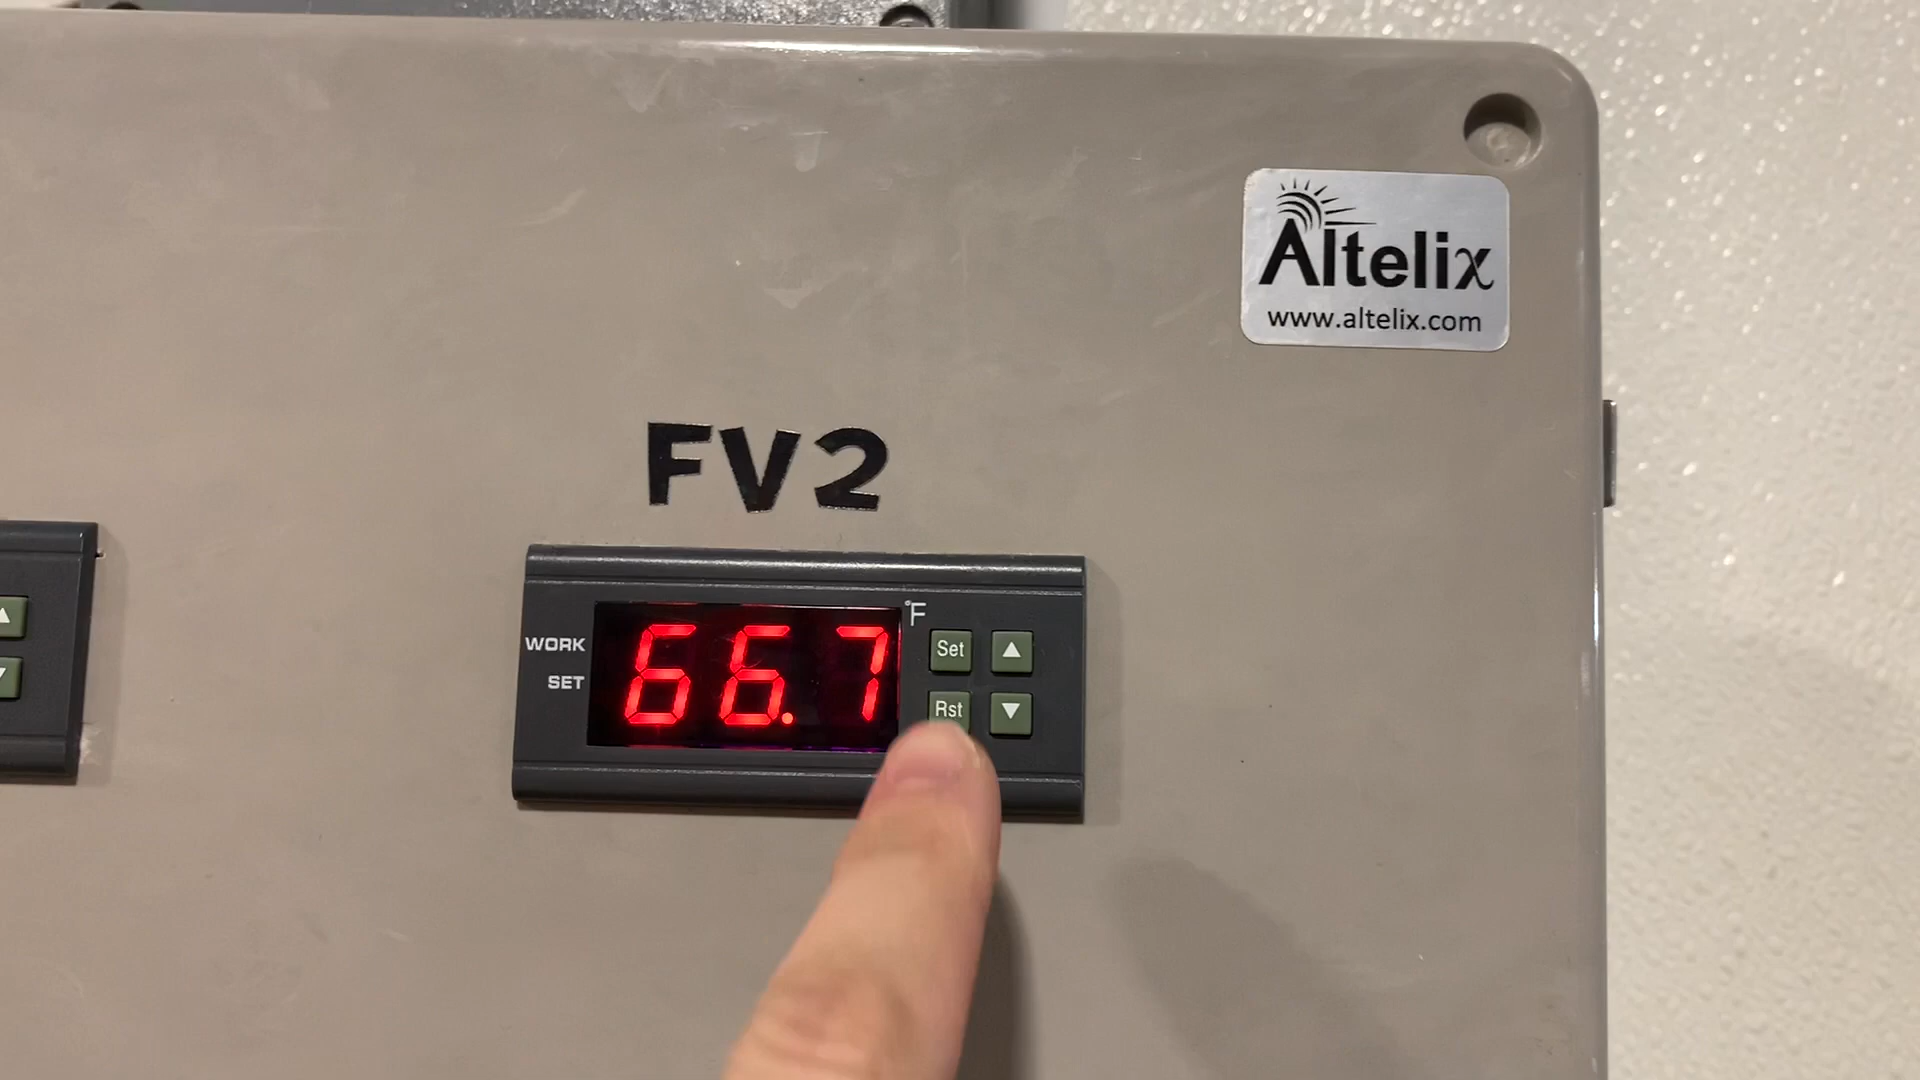 Altelix
www.altelix.com
FV2
°F
WORK
SET
66.7
Set
▲
Rst
▼